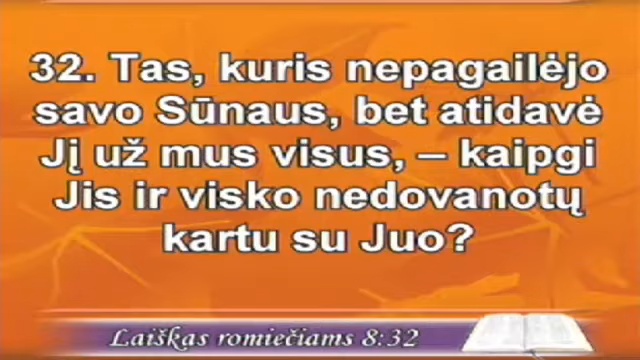 32. Tas, kuris nepagailėjo
savo Sūnaus, bet atidavė
Jį už mus visus, – kaipgi
Jis ir visko nedovanotų
kartu su Juo?
Laiškas romiečiams 8:32